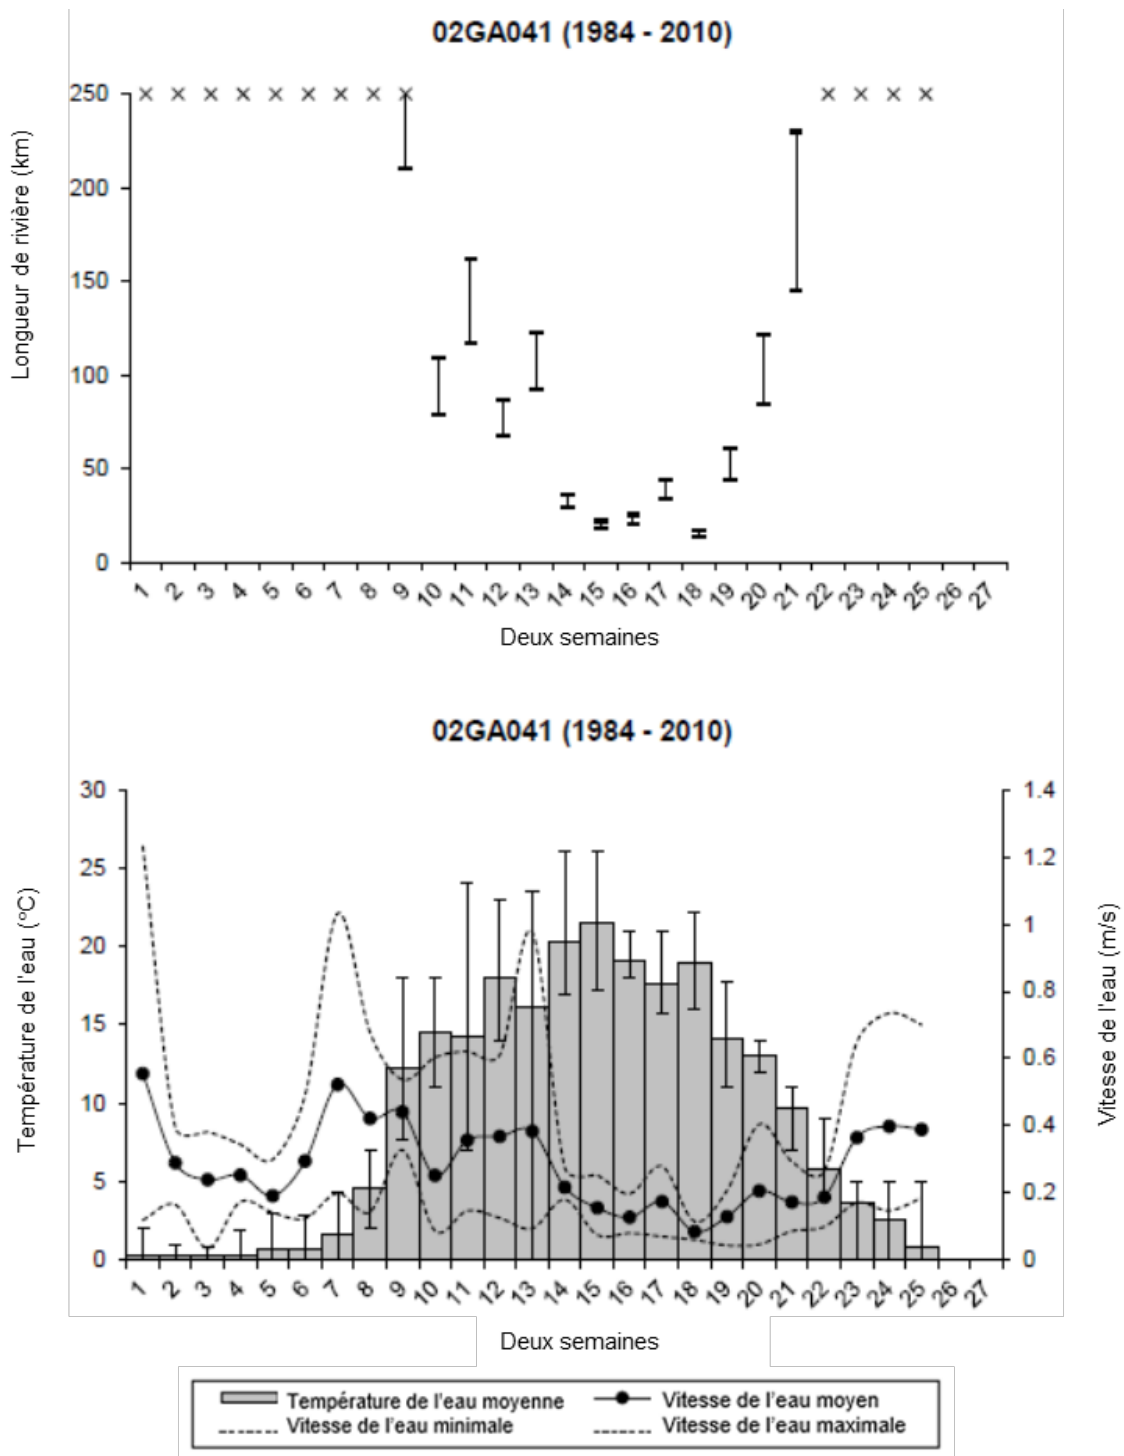 02GA041 (1984 - 2010)
Longueur de rivière (km)
250
200
150
100
50
0
1 2 3 4 5 6 7 8 9 10 11 12 13 14 15 16 17 18 19 20 21 22 23 24 25 26 27
Deux semaines
02GA041 (1984 - 2010)
Température de l'eau (°C)
30
25
20
15
10
5
0
Vitesse de l'eau (m/s)
1.4
1.2
1
0.8
0.6
0.4
0.2
0
1 2 3 4 5 6 7 8 9 10 11 12 13 14 15 16 17 18 19 20 21 22 23 24 25 26 27
Deux semaines
Température de l'eau moyenne
Vitesse de l'eau moyen
Vitesse de l'eau minimale
Vitesse de l'eau maximale